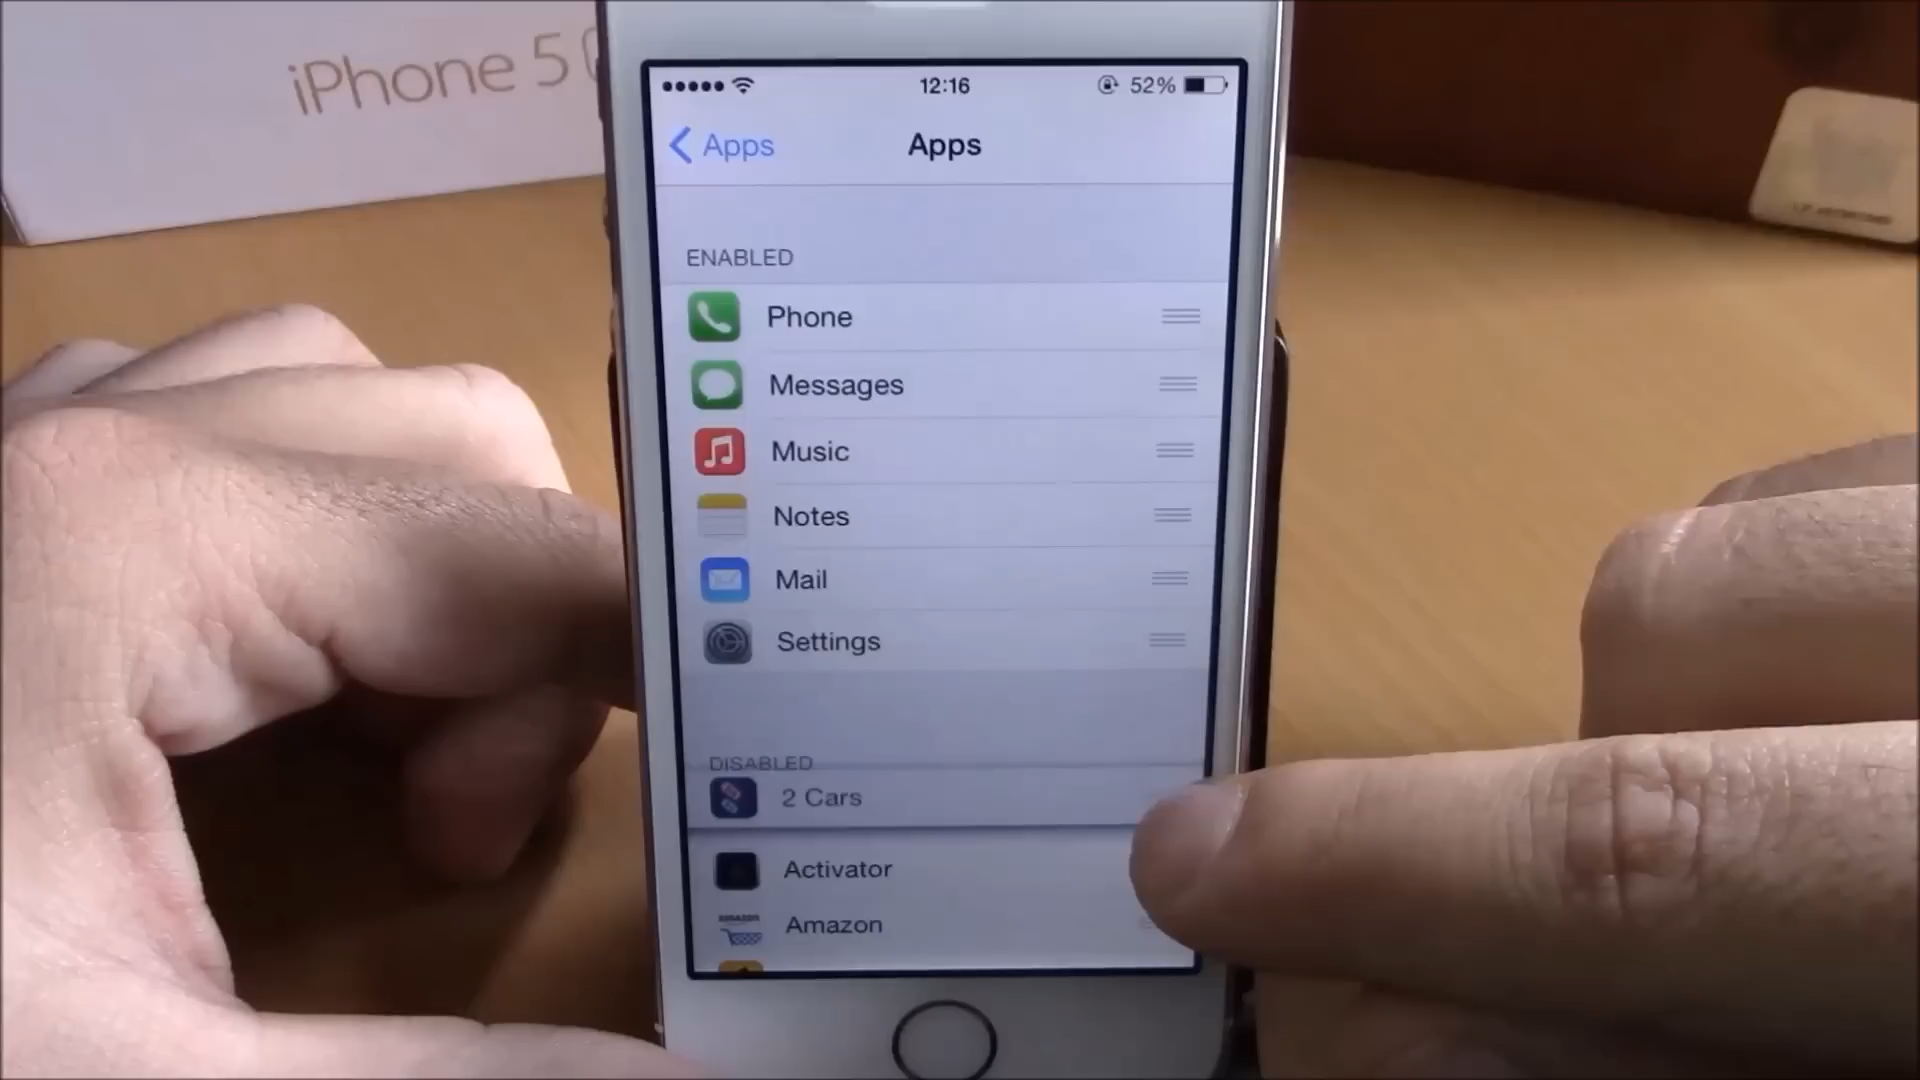 iPhone 5
12:16
52%
Apps
Apps
ENABLED
Phone
Messages
Music
Notes
Mail
Settings
DISABLED
2 Cars
Activator
amazon
Amazon